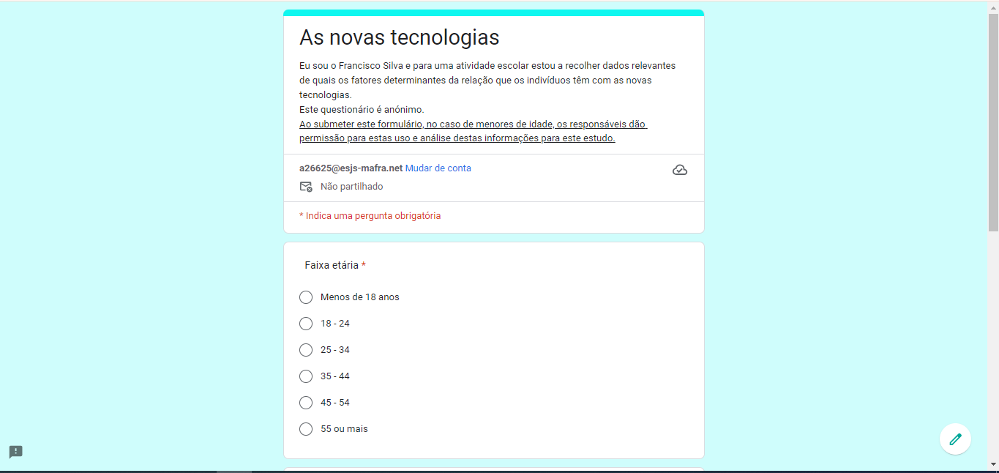 As novas tecnologias
Eu sou o Francisco Silva e para uma atividade escolar estou a recolher dados relevantes
de quais os fatores determinantes da relação que os indivíduos têm com as novas
tecnologias.
Este questionário é anónimo.
Ao submeter este formulário, no caso de menores de idade, os responsáveis dão
permissão para estas uso e análise destas informações para este estudo.
a26625@esjs-mafra.net Mudar de conta
Não partilhado
* Indica uma pergunta obrigatória
Faixa etária *
Menos de 18 anos
18 - 24
25 - 34
35 - 44
45 - 54
55 ou mais